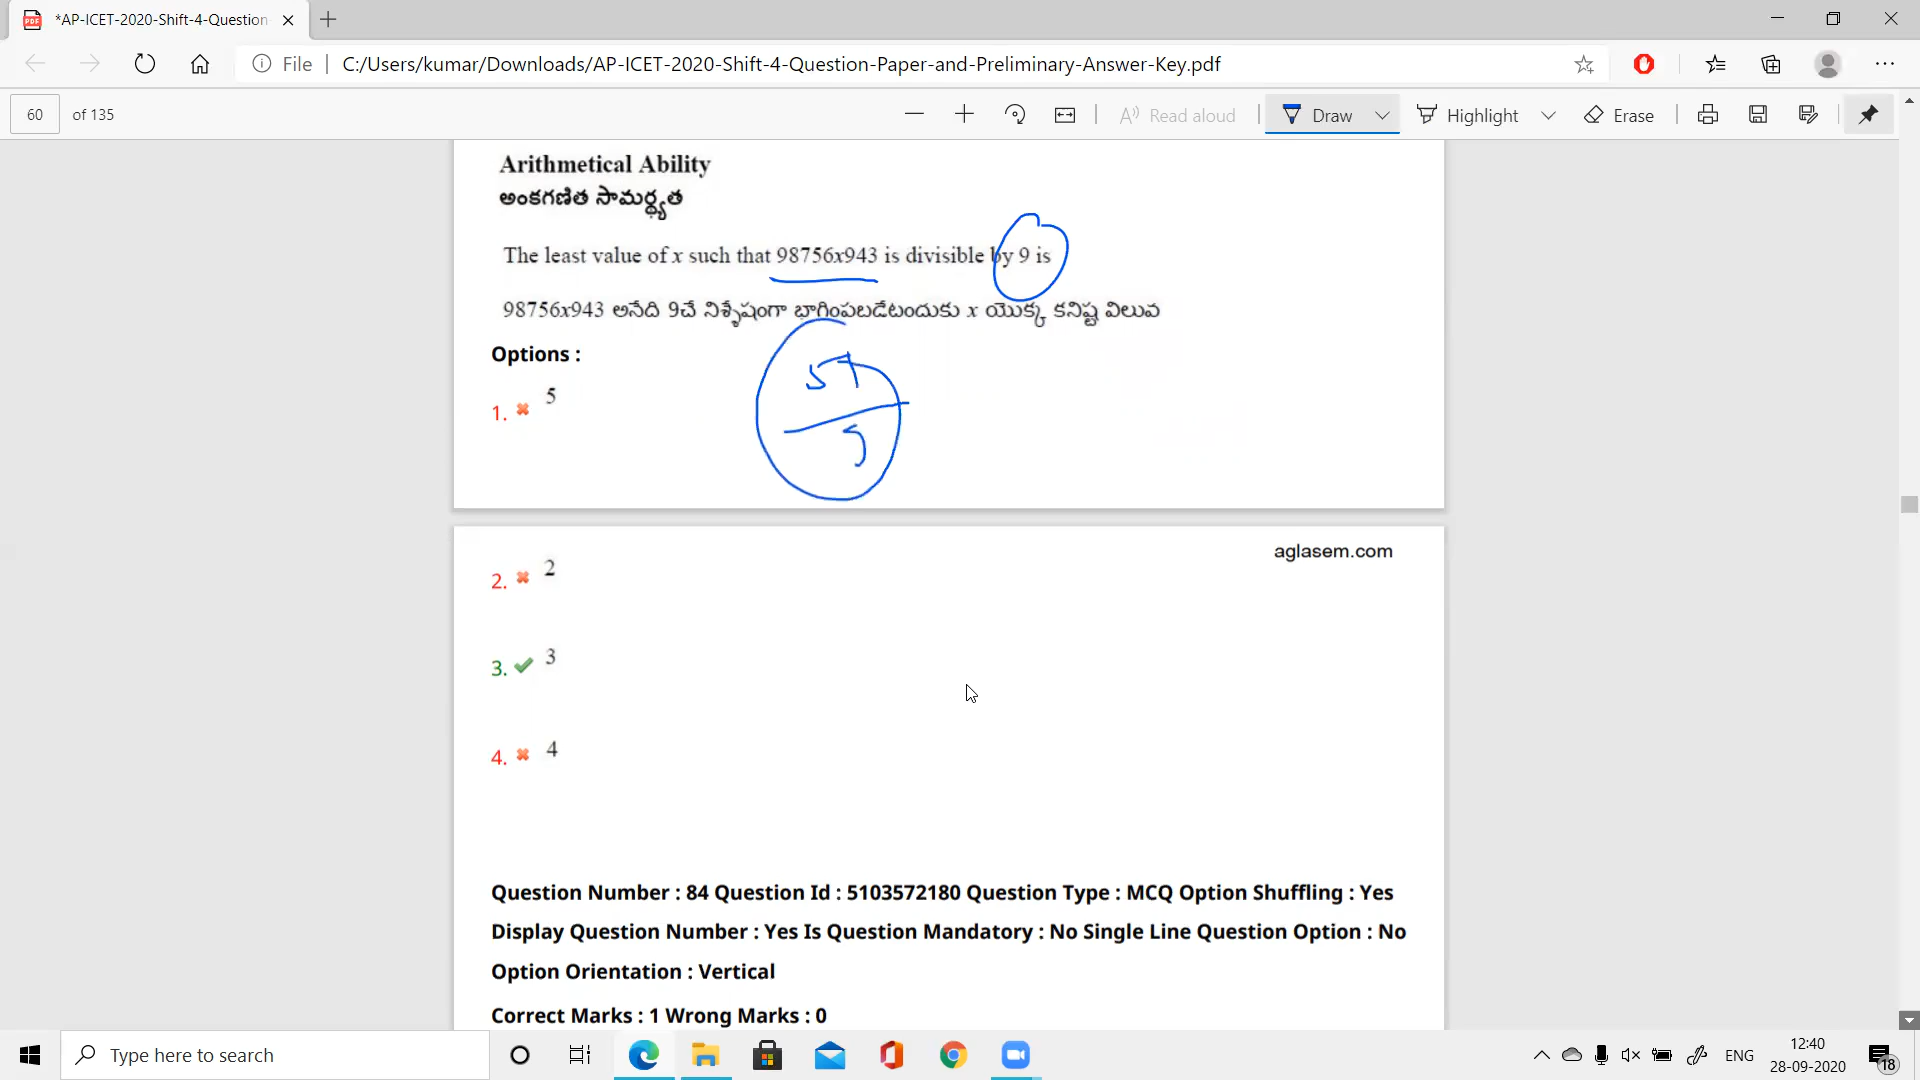 *AP-ICET-2020-Shift-4-Question
File C:/Users/kumar/Downloads/AP-ICET-2020-Shift-4-Question-Paper-and-Preliminary-Answer-Key.pdf
60 of 135 Read aloud Draw Highlight Erase
Arithmetical Ability
అంకగణిత సామర్థ్యత
The least value of x such that 98756x943 is divisible by 9 is
98756x943 అనేది 9చే నిశ్శేషంగా భాగింపబడేటందుకు x యొక్క కనిష్ట విలువ
Options :
54
9
1. 5
aglasem.com
2. 2
3. 3
4. 4
Question Number : 84 Question Id : 5103572180 Question Type : MCQ Option Shuffling : Yes
Display Question Number : Yes Is Question Mandatory : No Single Line Question Option : No
Option Orientation : Vertical
Correct Marks : 1 Wrong Marks : 0
Type here to search
ENG
12:40
28-09-2020
18